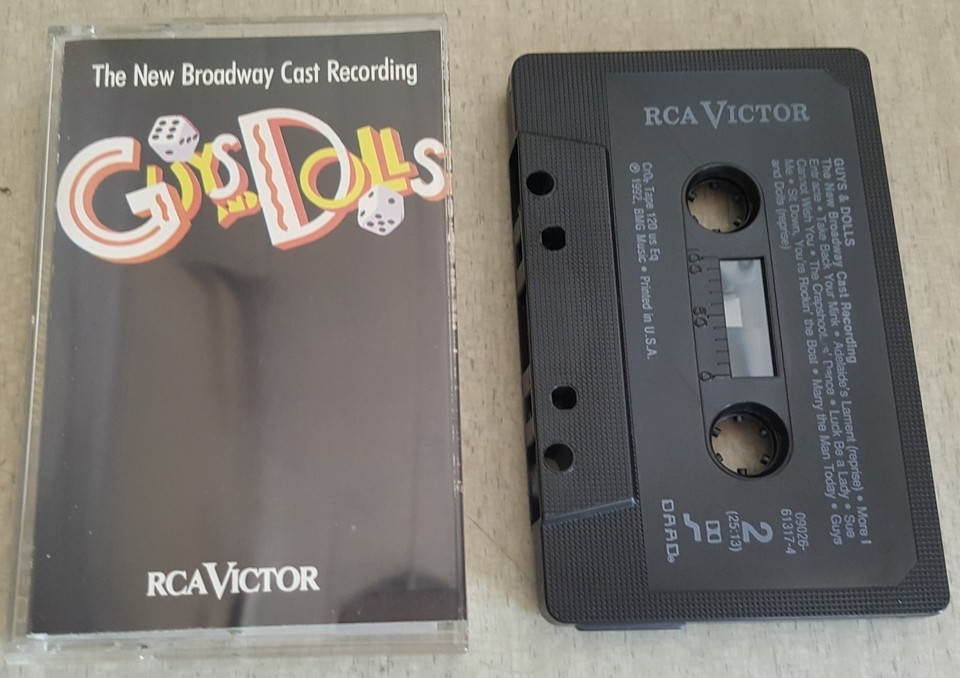 The New Broadway Cast Recording
GUYS AND DOLLS
RCA VICTOR
RCA VICTOR
GUYS & DOLLS
The New Broadway Cast Recording
Entr'acte • Take Back Your Mink • Adelaide's Lament (reprise) • More I
Cannot Wish You • The Crapshooters' Dance • Luck Be a Lady • Sue
Me • Sit Down, You're Rockin' the Boat • Marry the Man Today • Guys
and Dolls (reprise)
100 50 0
CrO₂ Tape 120 us Eq
℗ 1992, BMG Music • Printed in U.S.A.
09026-
61317-4
2
(25:13)
DAAD